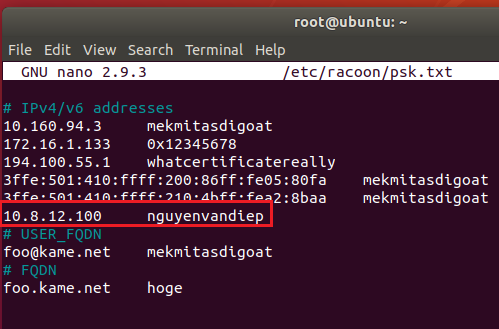 root@ubuntu: ~
File Edit View Search Terminal Help
GNU nano 2.9.3 /etc/racoon/psk.txt
# IPv4/v6 addresses
10.160.94.3 mekmitasdigoat
172.16.1.133 0x12345678
194.100.55.1 whatcertificatereally
3ffe:501:410:ffff:200:86ff:fe05:80fa mekmitasdigoat
3ffe:501:410:ffff:210:4bff:fea2:8baa mekmitasdigoat
10.8.12.100 nguyenvandiep
# USER_FQDN
foo@kame.net mekmitasdigoat
# FQDN
foo.kame.net hoge